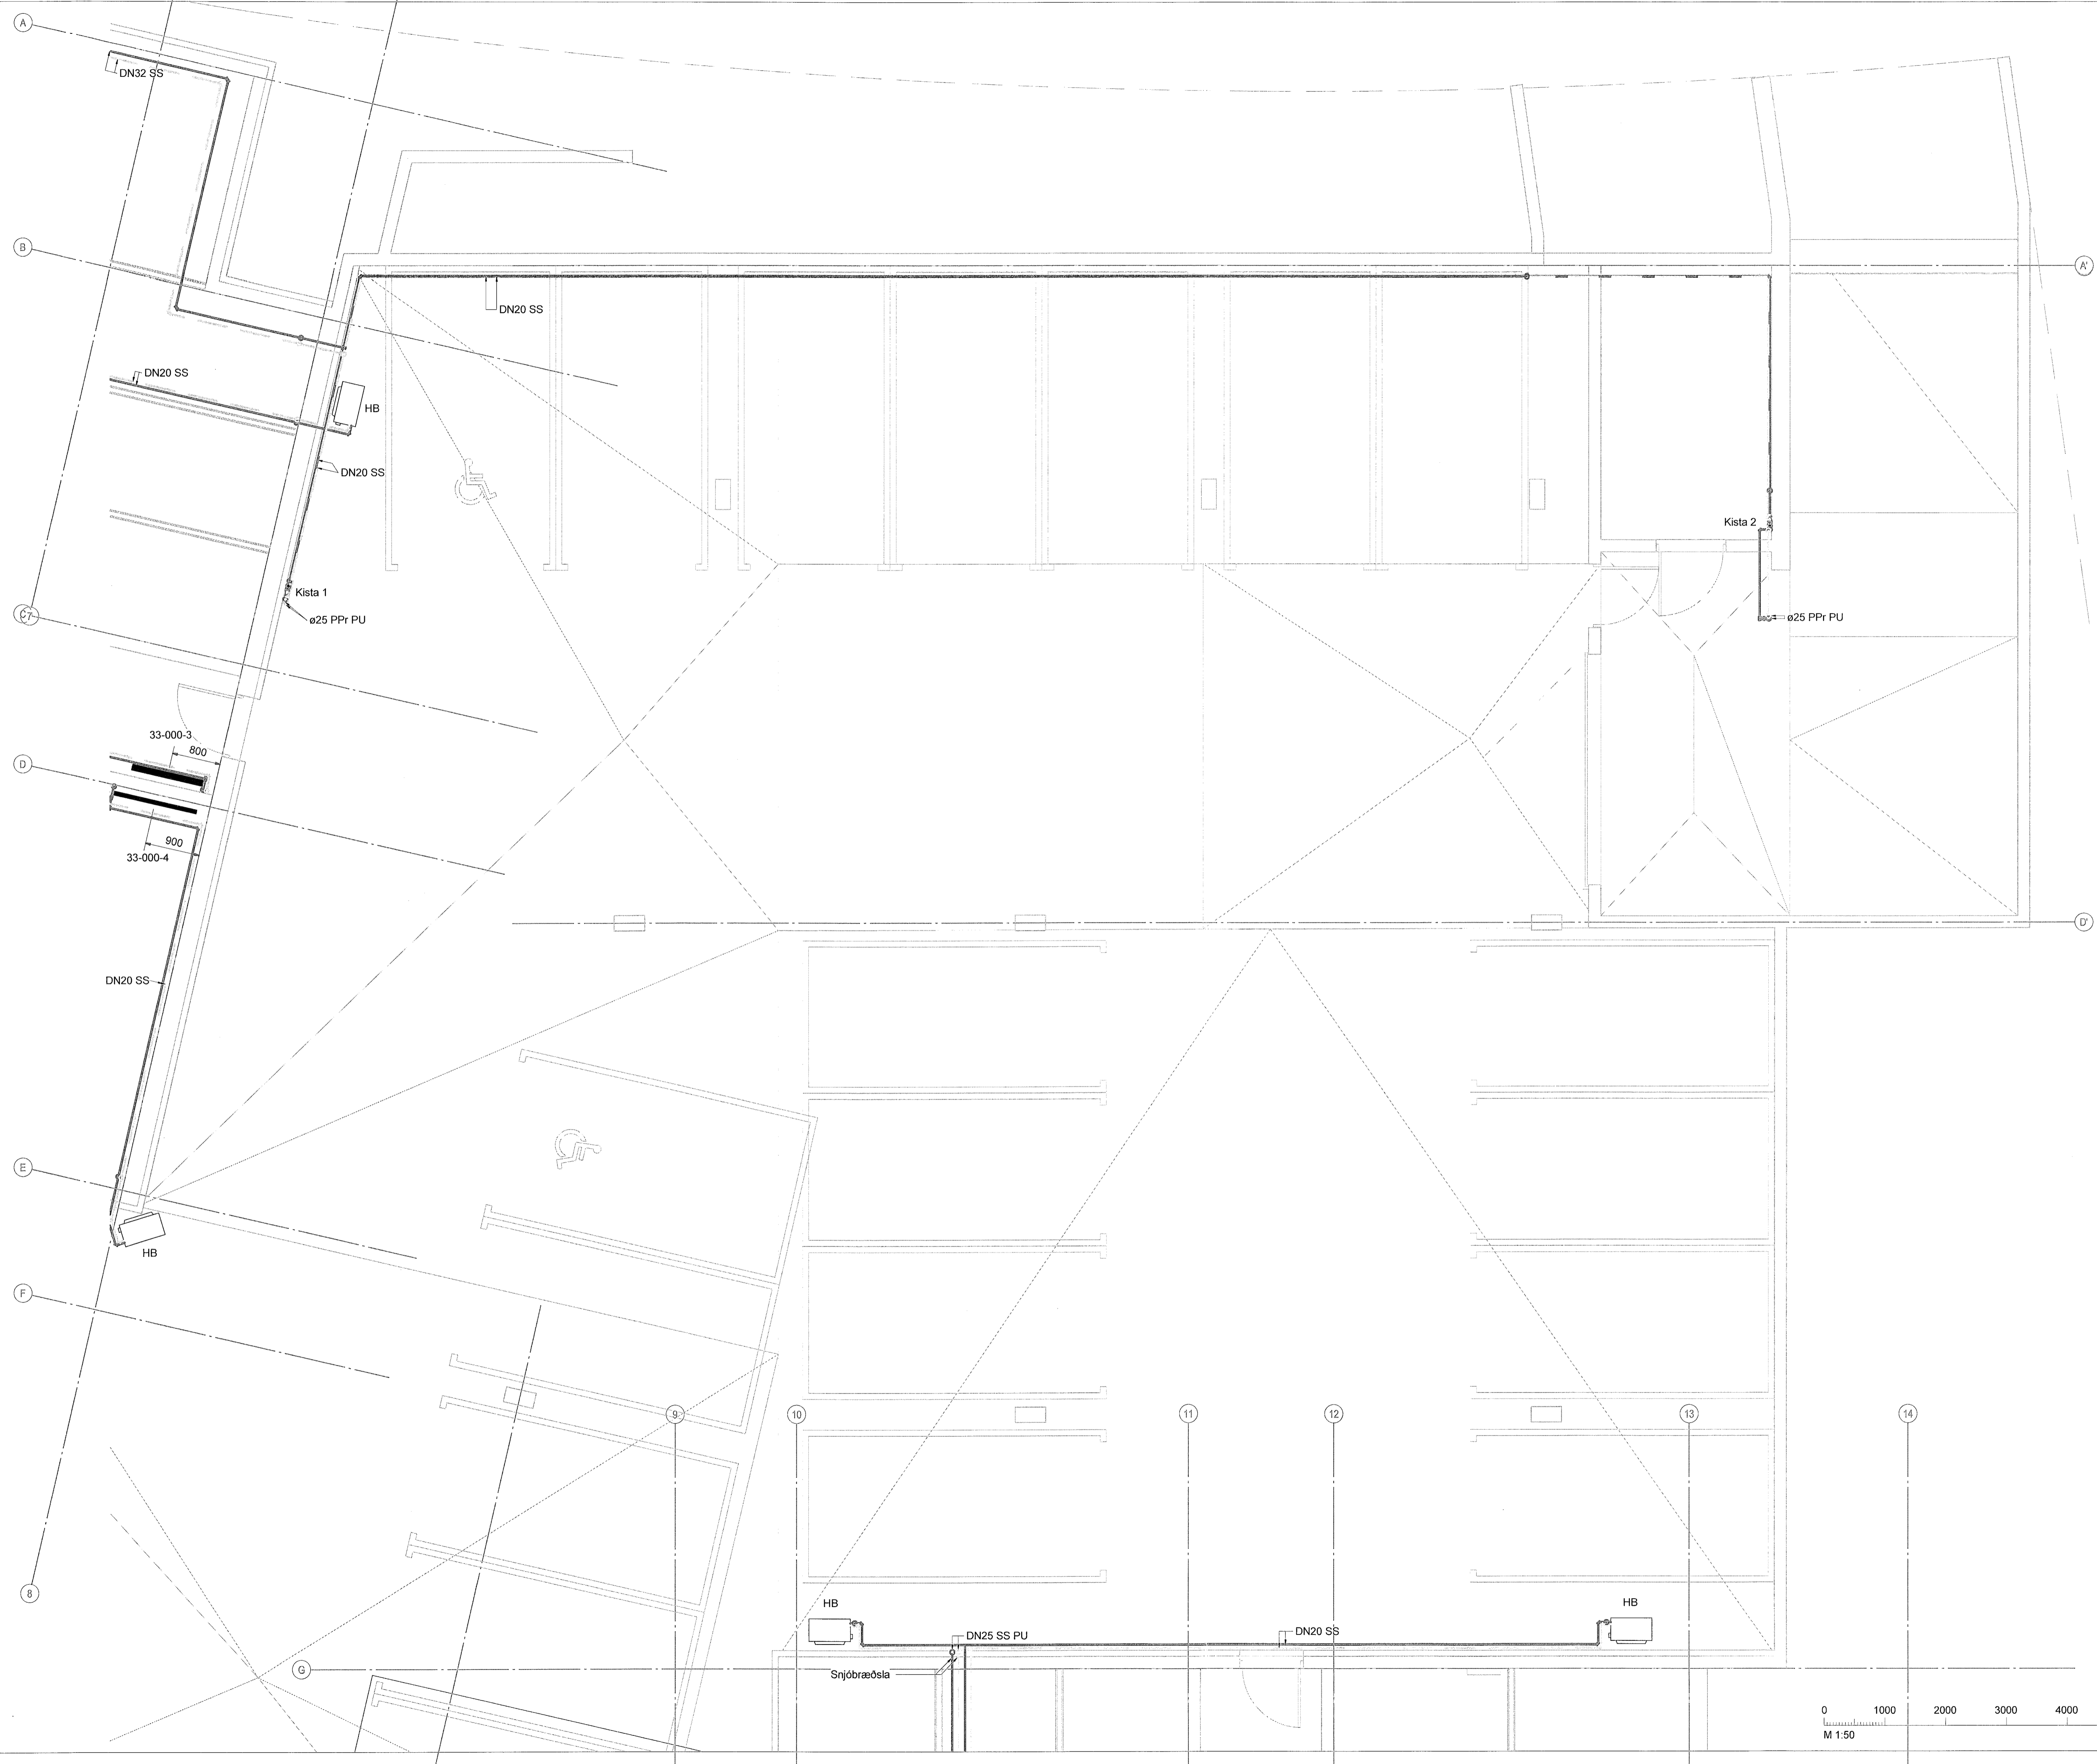 A
DN32 SS
B
A'
DN20 SS
DN20 SS
HB
DN20 SS
Kista 2
Kista 1
C
7
ø25 PPr PU
ø25 PPr PU
33-000-3
800
D
900
33-000-4
D'
DN20 SS
E
HB
F
9
10
11
12
13
14
8
HB
HB
DN25 SS PU
DN20 SS
G
Snjóbræðsla
0 1000 2000 3000 4000
M 1:50